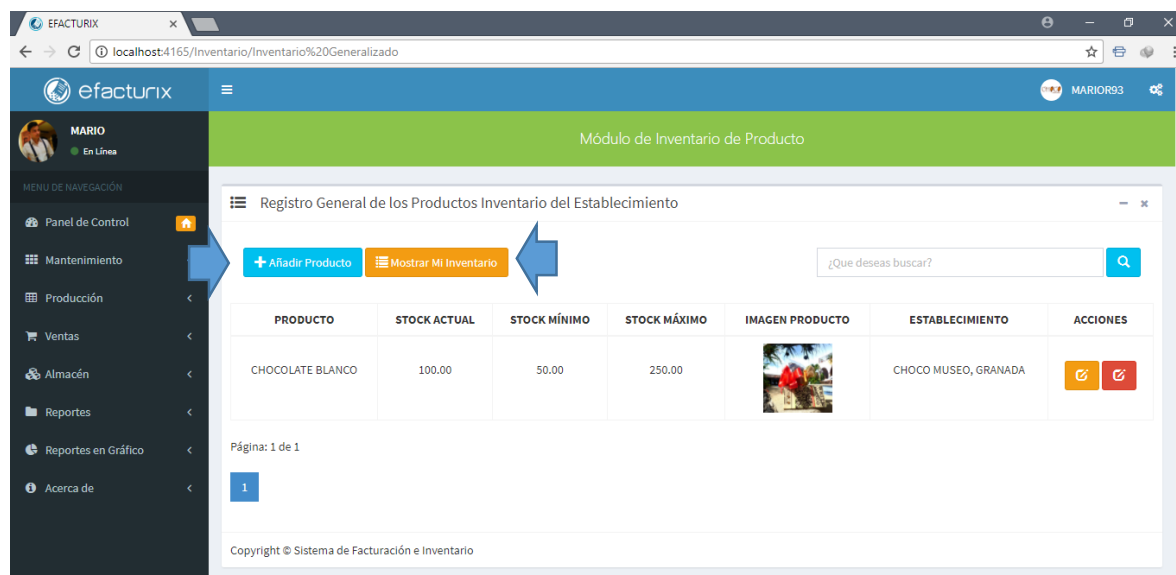 EFACTURIX
localhost:4165/Inventario/Inventario%20Generalizado
efacturix
MARIOR93
MARIO
En Línea
Módulo de Inventario de Producto
MENU DE NAVEGACIÓN
Panel de Control
Mantenimiento
Producción
Ventas
Almacén
Reportes
Reportes en Gráfico
Acerca de
Registro General de los Productos Inventario del Establecimiento
Añadir Producto
Mostrar Mi Inventario
¿Que deseas buscar?
PRODUCTO STOCK ACTUAL STOCK MÍNIMO STOCK MÁXIMO IMAGEN PRODUCTO ESTABLECIMIENTO ACCIONES
CHOCOLATE BLANCO 100.00 50.00 250.00 CHOCO MUSEO, GRANADA
Página: 1 de 1
1
Copyright © Sistema de Facturación e Inventario